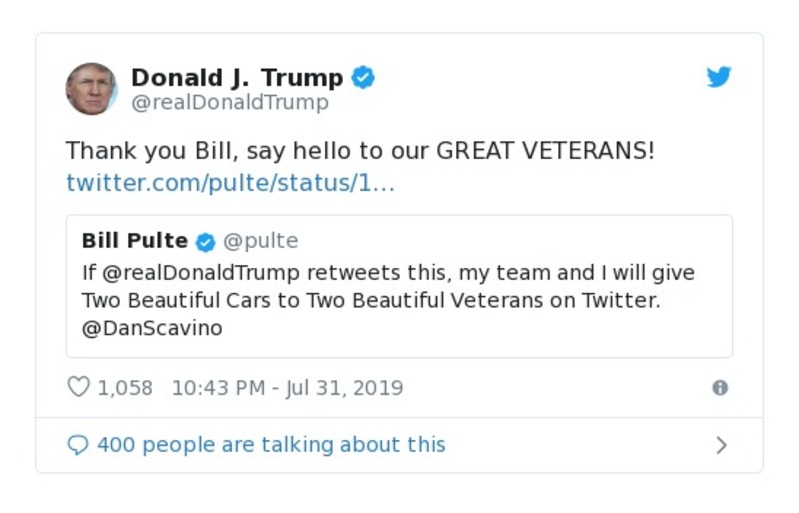 Donald J. Trump
@realDonaldTrump
Thank you Bill, say hello to our GREAT VETERANS!
twitter.com/pulte/status/1...
Bill Pulte @pulte
If @realDonaldTrump retweets this, my team and I will give
Two Beautiful Cars to Two Beautiful Veterans on Twitter.
@DanScavino
1,058 10:43 PM - Jul 31, 2019
400 people are talking about this